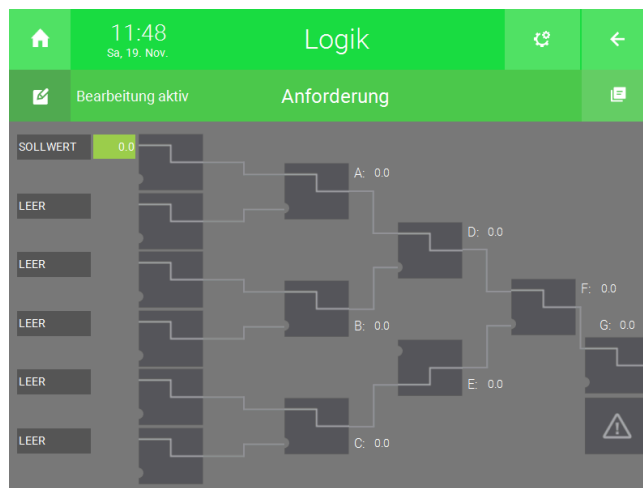 11:48
Sa, 19. Nov.
Logik
Bearbeitung aktiv
Anforderung
SOLLWERT 0.0
A: 0.0
LEER
D: 0.0
LEER
F: 0.0
LEER
B: 0.0
G: 0.0
LEER
E: 0.0
LEER
C: 0.0